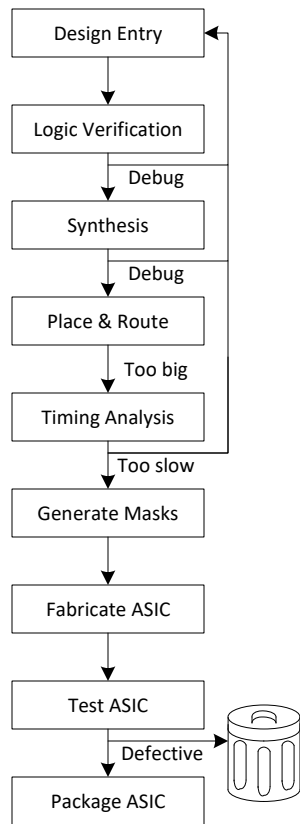 Design Entry
Logic Verification
Debug
Synthesis
Debug
Place & Route
Too big
Timing Analysis
Too slow
Generate Masks
Fabricate ASIC
Test ASIC
Defective
Package ASIC